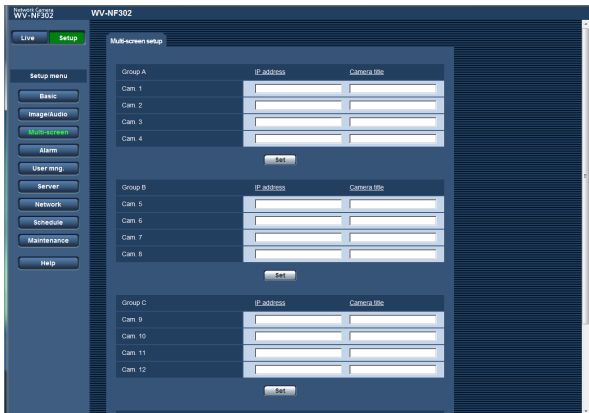 Network Camera
WV-NF302
WV-NF302
Live Setup
Multi-screen setup
Setup menu
Basic
Image/Audio
Multi-screen
Alarm
User mng.
Server
Network
Schedule
Maintenance
Help
Group A IP address Camera title
Cam. 1
Cam. 2
Cam. 3
Cam. 4
Set
Group B IP address Camera title
Cam. 5
Cam. 6
Cam. 7
Cam. 8
Set
Group C IP address Camera title
Cam. 9
Cam. 10
Cam. 11
Cam. 12
Set